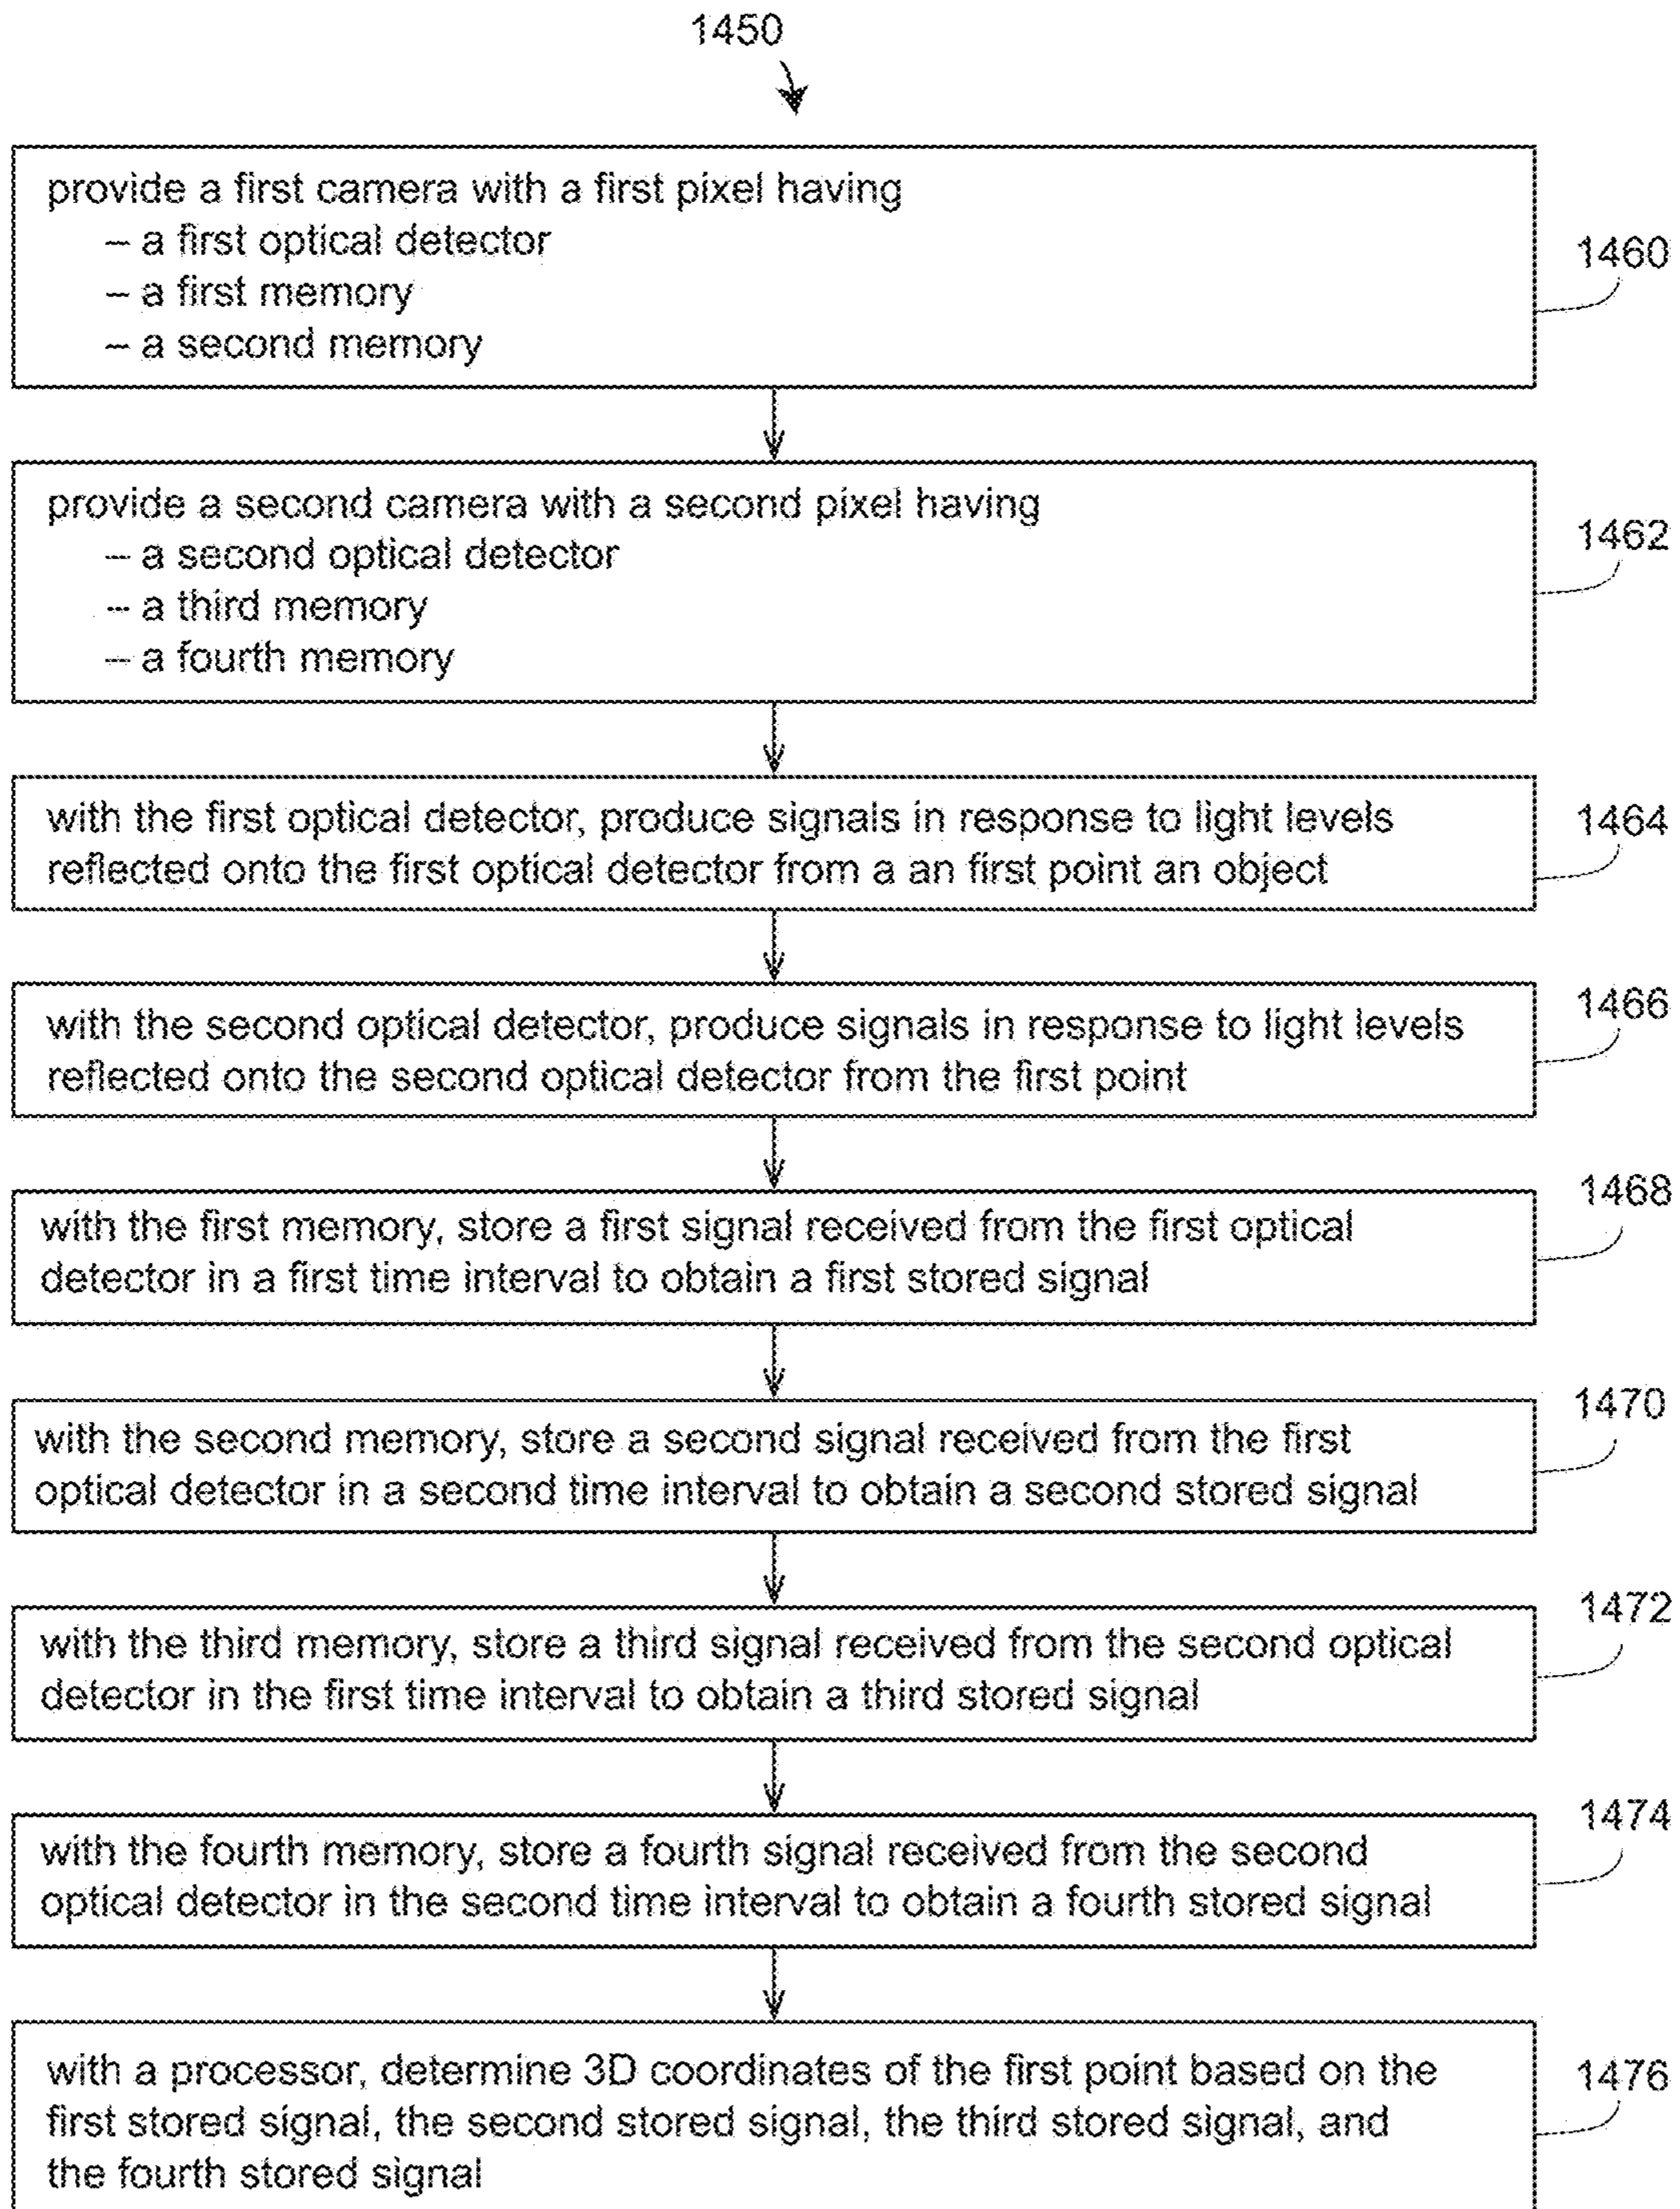 1450
provide a first camera with a first pixel having
– a first optical detector
– a first memory
– a second memory
1460
provide a second camera with a second pixel having
– a second optical detector
– a third memory
– a fourth memory
1462
with the first optical detector, produce signals in response to light levels
reflected onto the first optical detector from a an first point an object
1464
with the second optical detector, produce signals in response to light levels
reflected onto the second optical detector from the first point
1466
with the first memory, store a first signal received from the first optical
detector in a first time interval to obtain a first stored signal
1468
with the second memory, store a second signal received from the first
optical detector in a second time interval to obtain a second stored signal
1470
with the third memory, store a third signal received from the second optical
detector in the first time interval to obtain a third stored signal
1472
with the fourth memory, store a fourth signal received from the second
optical detector in the second time interval to obtain a fourth stored signal
1474
with a processor, determine 3D coordinates of the first point based on the
first stored signal, the second stored signal, the third stored signal, and
the fourth stored signal
1476